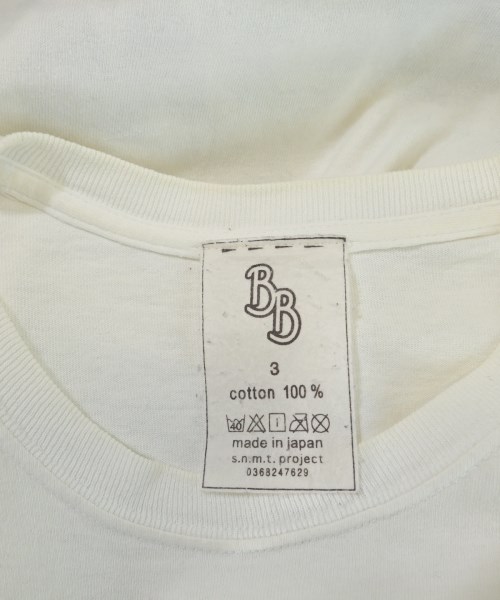 BB
3
cotton 100%
40
made in japan
s.n.m.t. project
0368247629